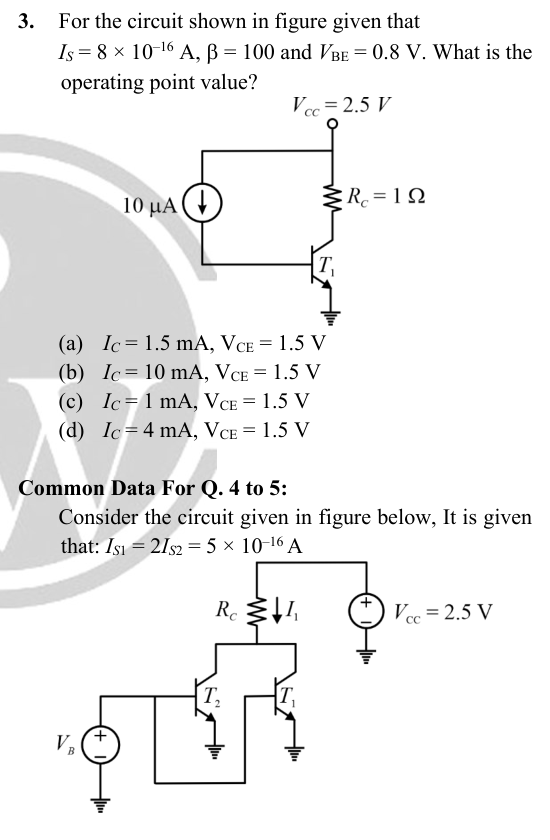 3. For the circuit shown in figure given that
I_S = 8 × 10⁻¹⁶ A, β = 100 and V_BE = 0.8 V. What is the
operating point value?
V_cc = 2.5 V
10 μA
R_C = 1 Ω
T₁
(a) I_C = 1.5 mA, V_CE = 1.5 V
(b) I_C = 10 mA, V_CE = 1.5 V
(c) I_C = 1 mA, V_CE = 1.5 V
(d) I_C = 4 mA, V_CE = 1.5 V
Common Data For Q. 4 to 5:
Consider the circuit given in figure below, It is given
that: I_S1 = 2I_S2 = 5 × 10⁻¹⁶ A
R_C I₁
V_cc = 2.5 V
T₂ T₁
V_B